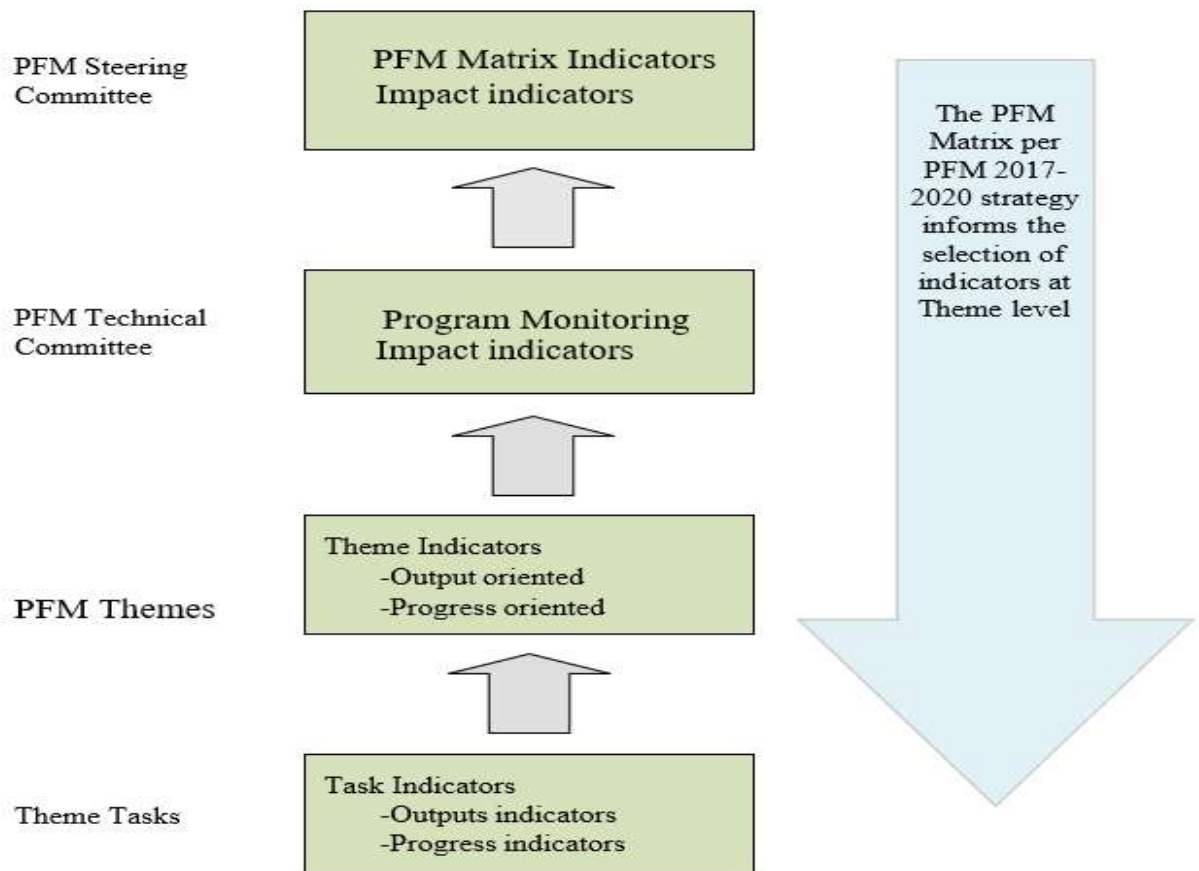 PFM Steering
Committee
PFM Matrix Indicators
Impact indicators
The PFM
Matrix per
PFM 2017-
2020 strategy
informs the
selection of
indicators at
Theme level
PFM Technical
Committee
Program Monitoring
Impact indicators
PFM Themes
Theme Indicators
-Output oriented
-Progress oriented
Theme Tasks
Task Indicators
-Outputs indicators
-Progress indicators